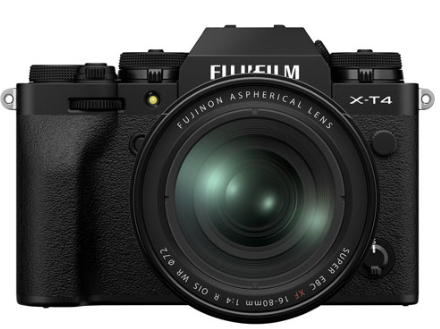 FUJIFILM
X-T4
FUJINON ASPHERICAL LENS
SUPER EBC XF 16-80mm 1:4 R OIS WR ø72